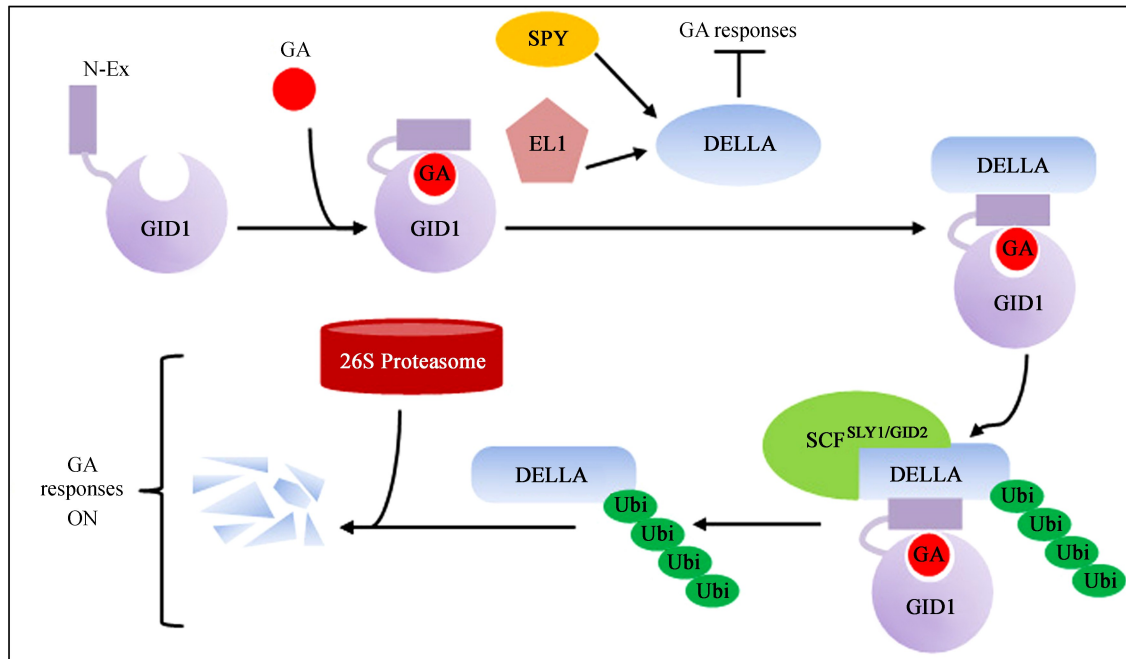 N-Ex
GA
SPY
GA responses
EL1
DELLA
GID1
GA
GID1
DELLA
GA
GID1
26S Proteasome
SCF^SLY1/GID2
DELLA
Ubi
Ubi
Ubi
Ubi
GA
GID1
DELLA
Ubi
Ubi
Ubi
Ubi
GA
responses
ON